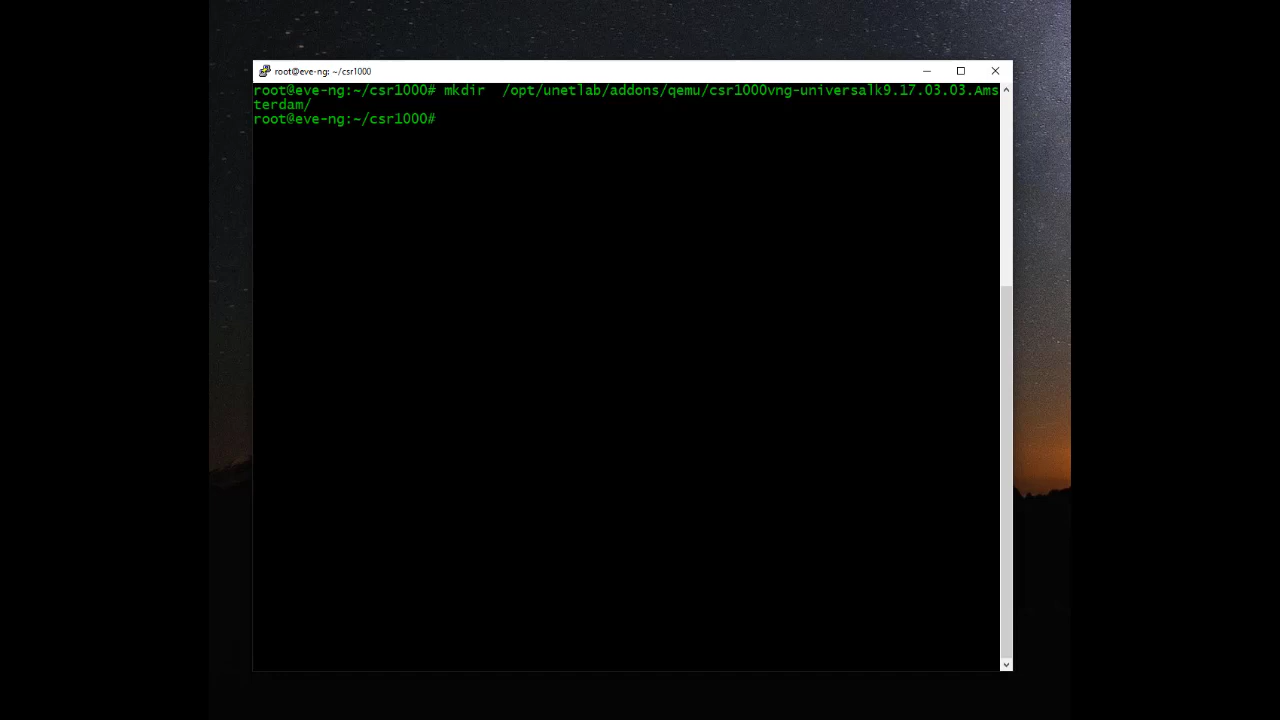 root@eve-ng: ~/csr1000
root@eve-ng:~/csr1000# mkdir  /opt/unetlab/addons/qemu/csr1000vng-universalk9.17.03.03.Ams
terdam/
root@eve-ng:~/csr1000#